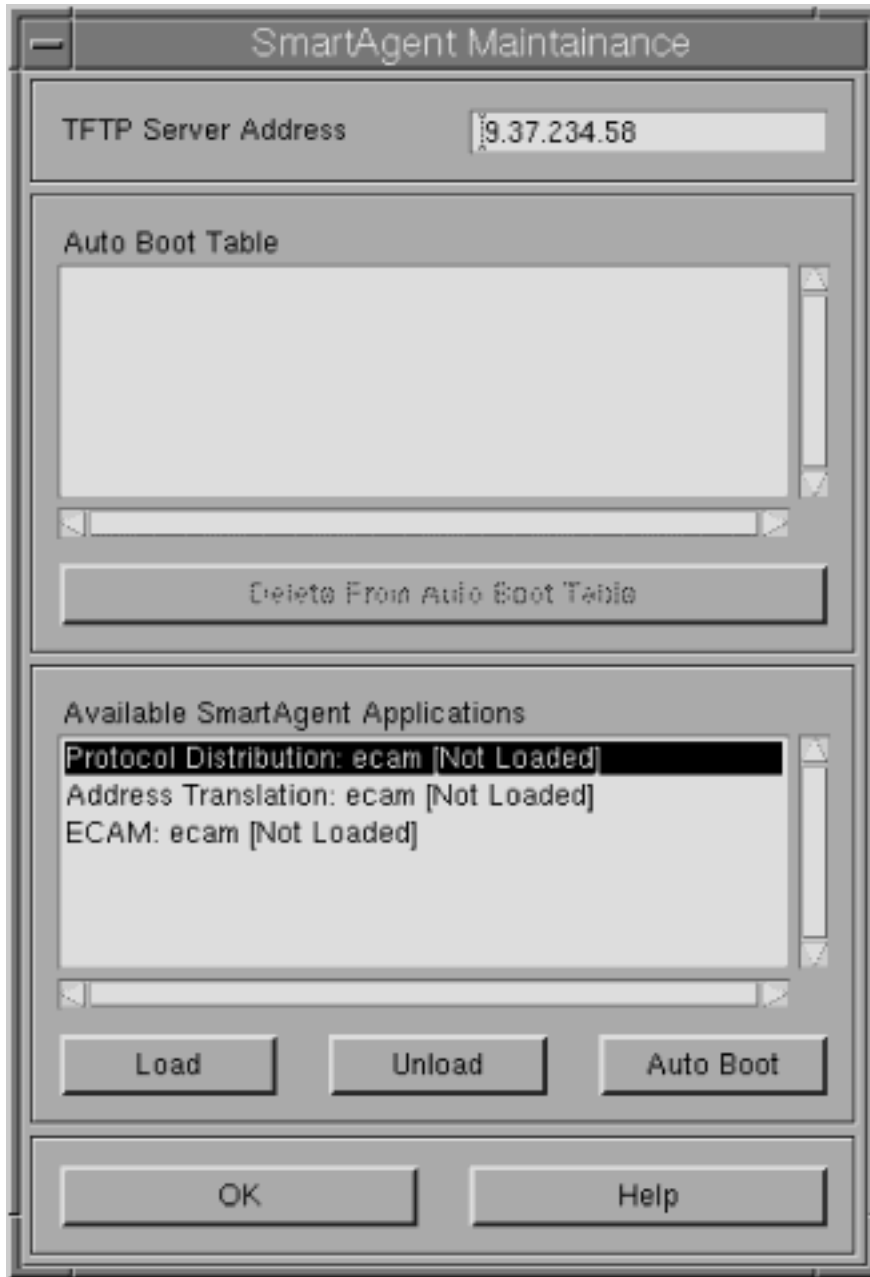 SmartAgent Maintainance
TFTP Server Address
9.37.234.58
Auto Boot Table
Delete From Auto Boot Table
Available SmartAgent Applications
Protocol Distribution: ecam [Not Loaded]
Address Translation: ecam [Not Loaded]
ECAM: ecam [Not Loaded]
Load
Unload
Auto Boot
OK
Help